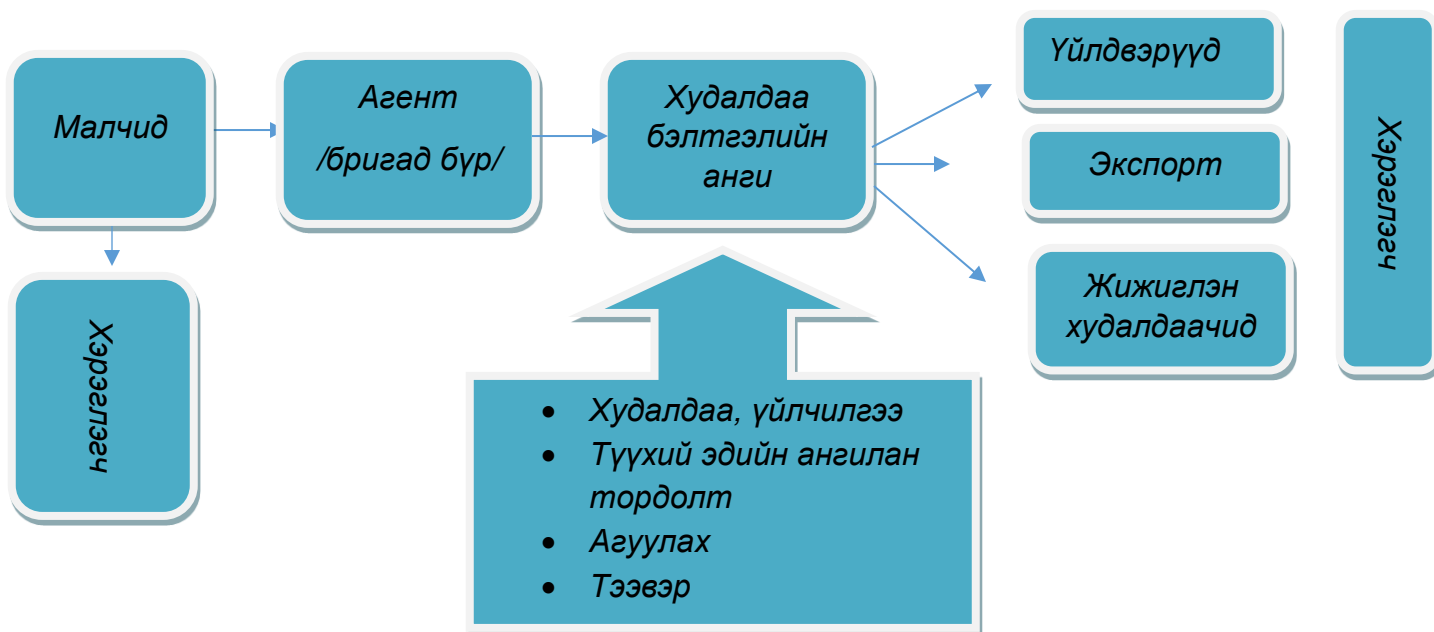 Малчид
Агент
/бригад бүр/
Худалдаа
бэлтгэлийн
анги
Үйлдвэрүүд
Экспорт
Жижиглэн
худалдаачид
Хэрэглэгч
Хэрэглэгч
• Худалдаа, үйлчилгээ
• Түүхий эдийн ангилан
тордолт
• Агуулах
• Тээвэр